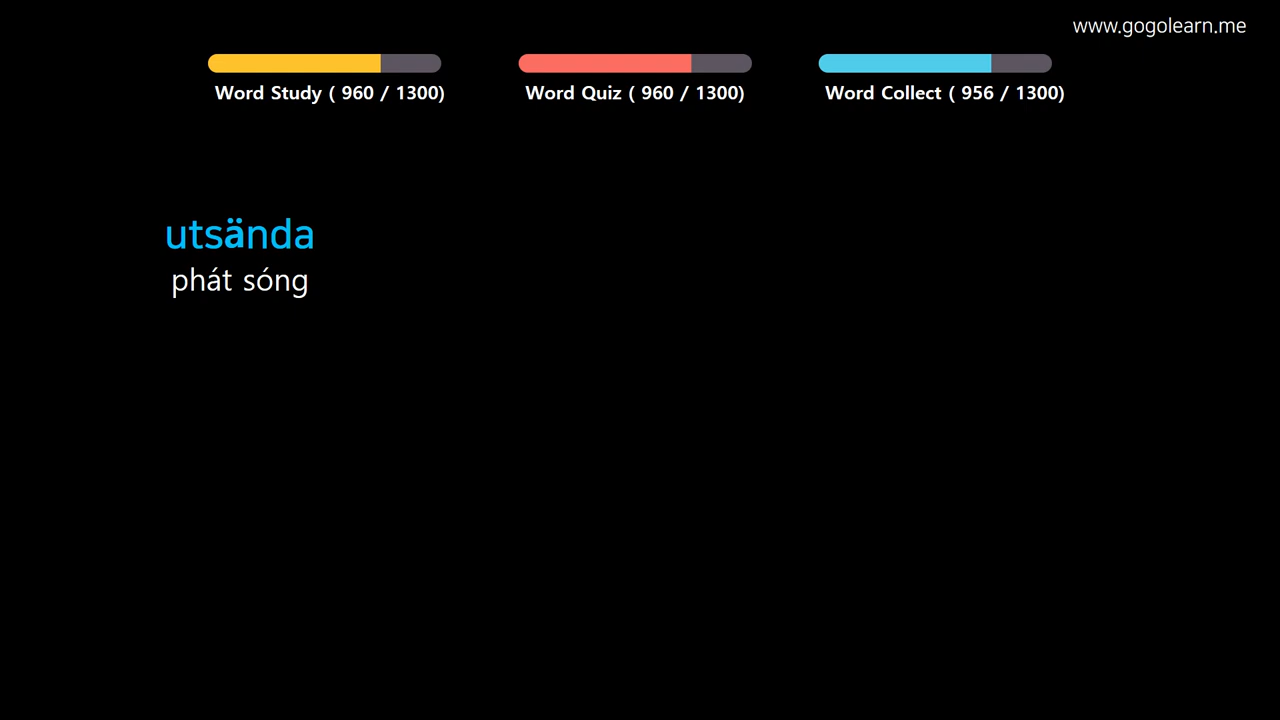 www.gogolearn.me
Word Study ( 960 / 1300)
Word Quiz ( 960 / 1300)
Word Collect ( 956 / 1300)
utsända
phát sóng